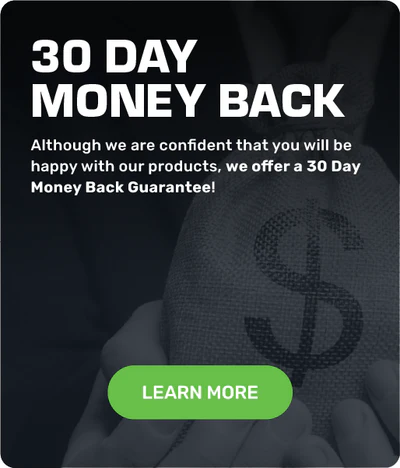 30 DAY
MONEY BACK
Although we are confident that you will be
happy with our products, we offer a 30 Day
Money Back Guarantee!
$
LEARN MORE